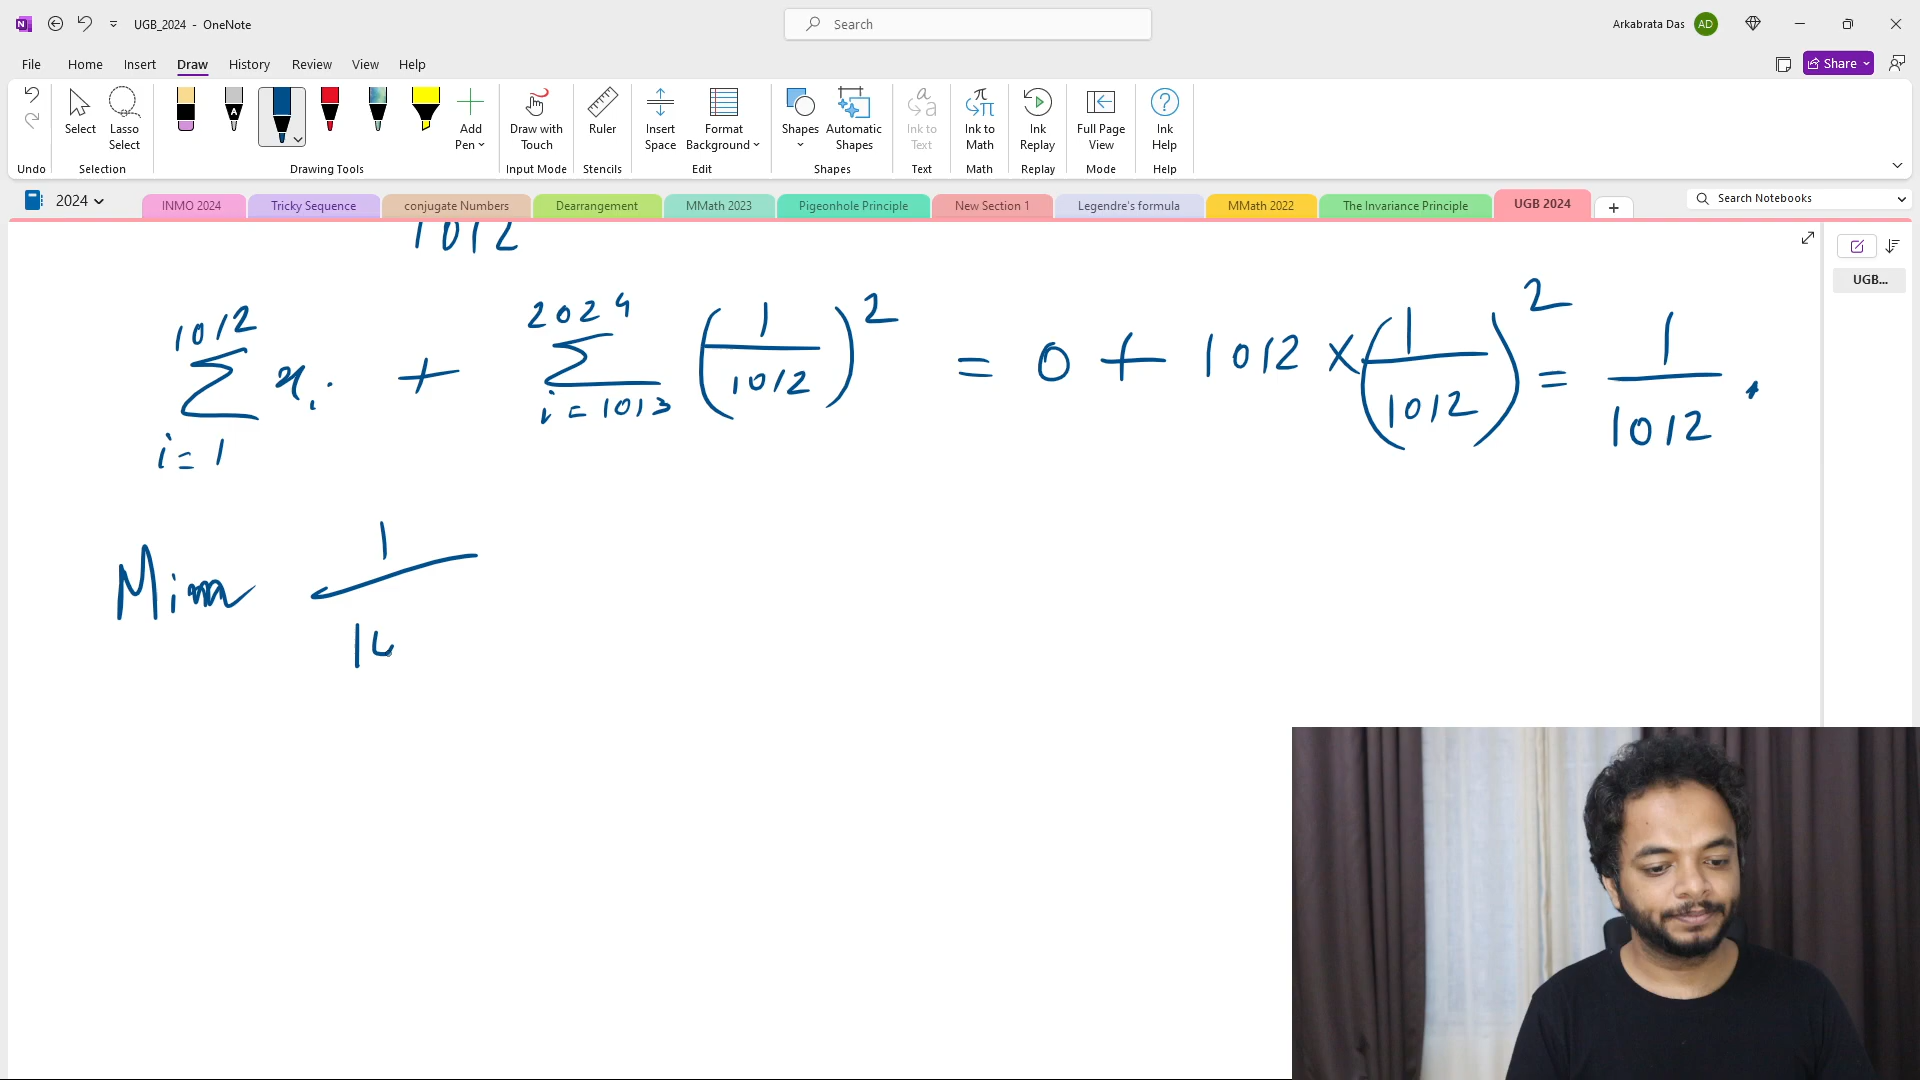 UGB_2024 - OneNote
Search
Arkabrata Das AD
File Home Insert Draw History Review View Help
Share
Select
Lasso Select
Add Pen
Draw with Touch
Ruler
Insert Space
Format Background
Shapes
Automatic Shapes
Ink to Text
Ink to Math
Ink Replay
Full Page View
Ink Help
Undo Selection Drawing Tools Input Mode Stencils Edit Shapes Text Math Replay Mode Help
2024 INMO 2024 Tricky Sequence conjugate Numbers Dearrangement MMath 2023 Pigeonhole Principle New Section 1 Legendre's formula MMath 2022 The Invariance Principle UGB 2024 + Search Notebooks
UGB...
1012
∑_{i=1}^{1012} x_i + ∑_{i=1013}^{2024} (1/1012)^2 = 0 + 1012 × (1/1012)^2 = 1/1012 .
1